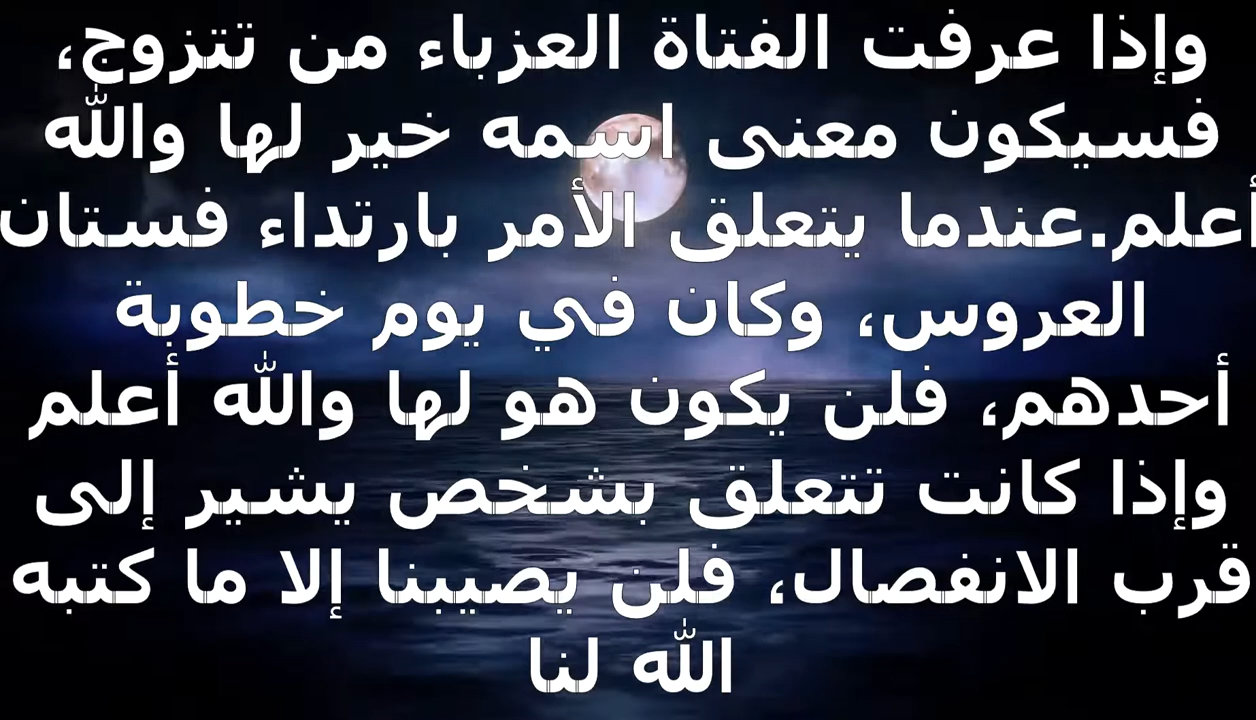 وإذا عرفت الفتاة العزباء من تتزوج،
فسيكون معنى اسمه خير لها والله
أعلم.عندما يتعلق الأمر بارتداء فستان
العروس، وكان في يوم خطوبة
أحدهم، فلن يكون هو لها والله أعلم
وإذا كانت تتعلق بشخص يشير إلى
قرب الانفصال، فلن يصيبنا إلا ما كتبه
الله لنا